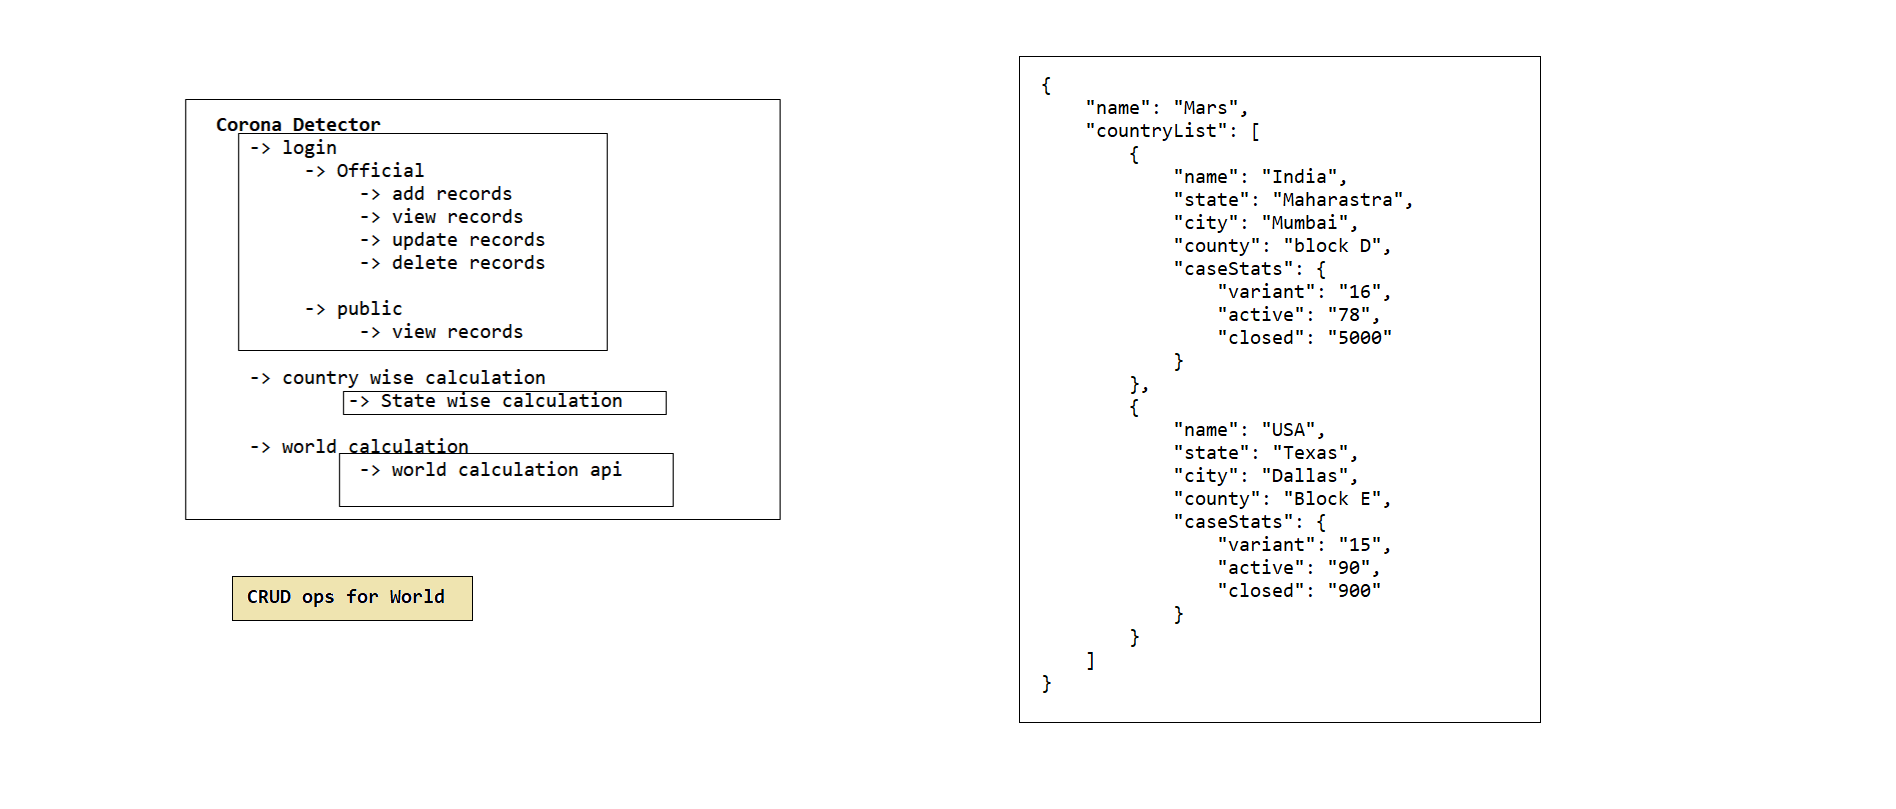 Corona Detector
-> login
-> Official
-> add records
-> view records
-> update records
-> delete records
-> public
-> view records
-> country wise calculation
-> State wise calculation
-> world calculation
-> world calculation api
CRUD ops for World
{
"name": "Mars",
"countryList": [
{
"name": "India",
"state": "Maharastra",
"city": "Mumbai",
"county": "block D",
"caseStats": {
"variant": "16",
"active": "78",
"closed": "5000"
}
},
{
"name": "USA",
"state": "Texas",
"city": "Dallas",
"county": "Block E",
"caseStats": {
"variant": "15",
"active": "90",
"closed": "900"
}
}
]
}